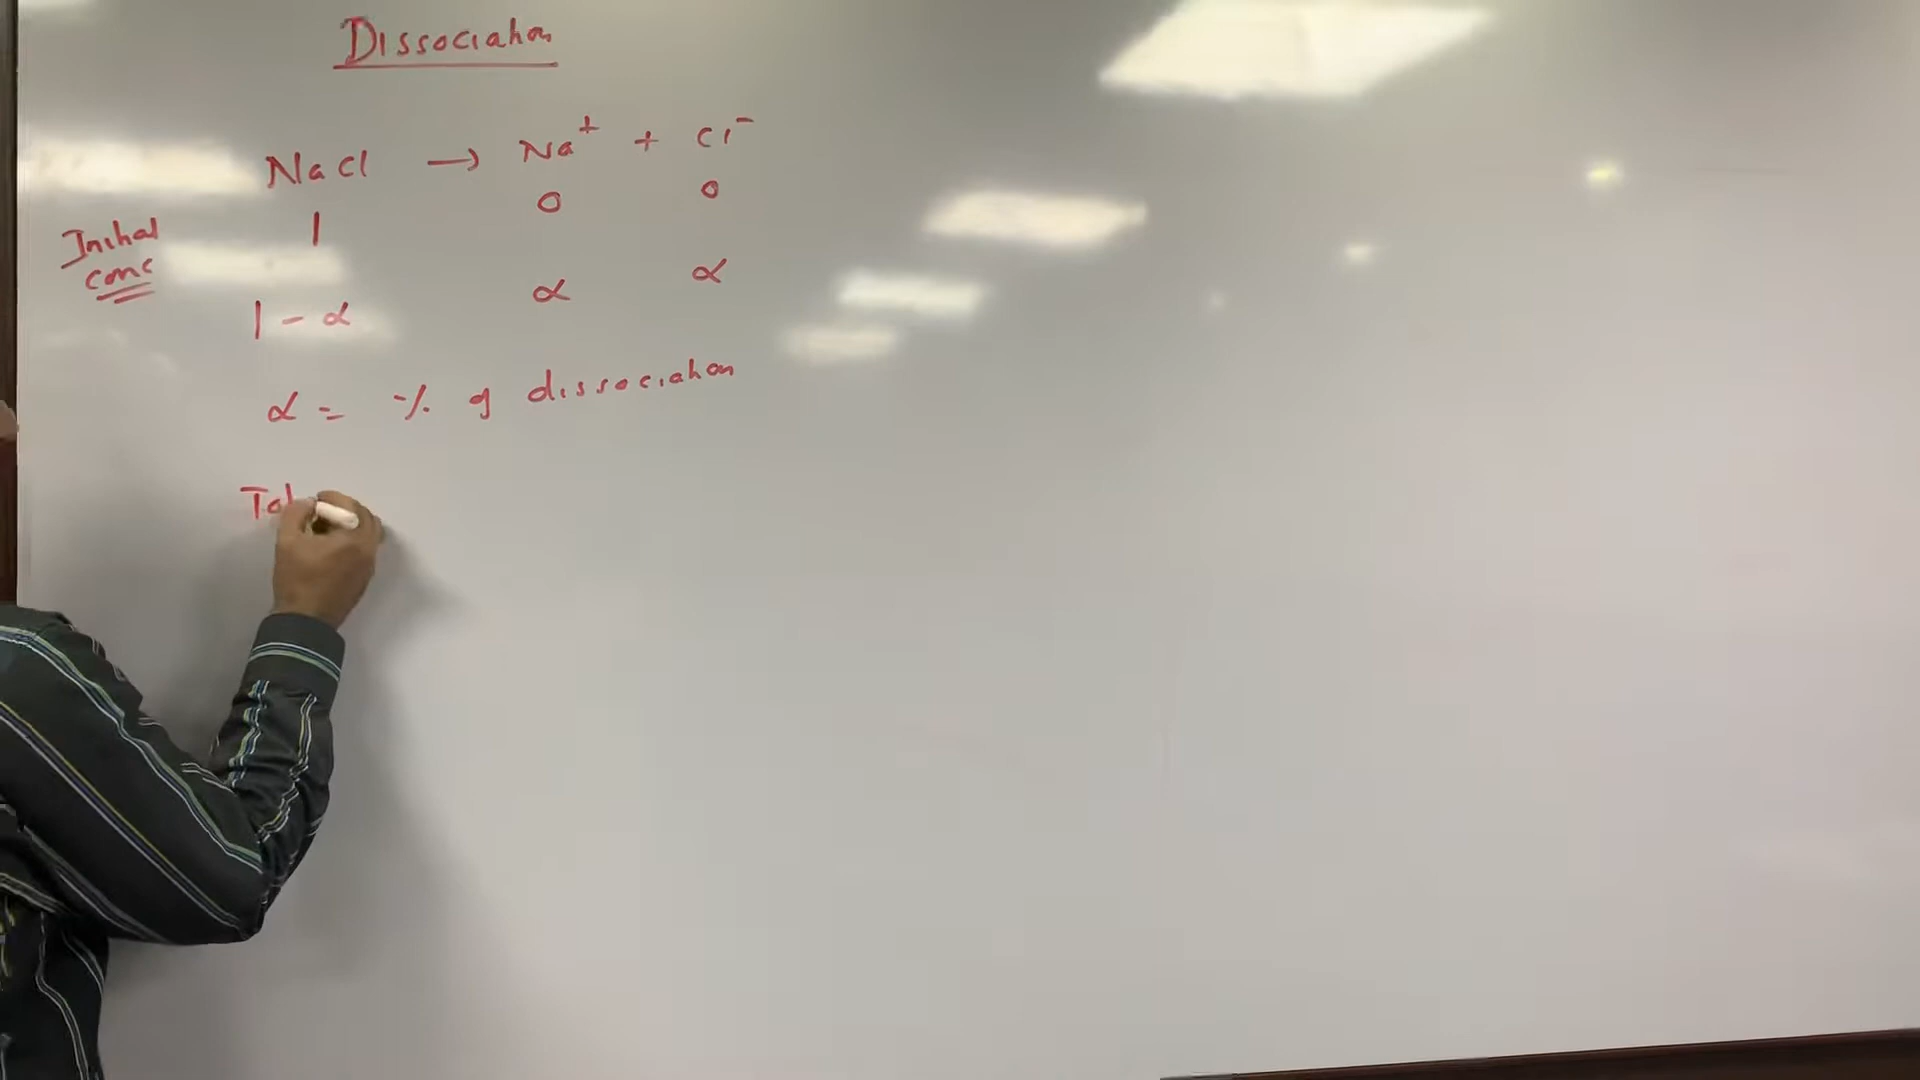 Dissociation
NaCl → Na⁺ + Cl⁻
1 0 0
Initial conc
1 - α α α
α = % of dissociation